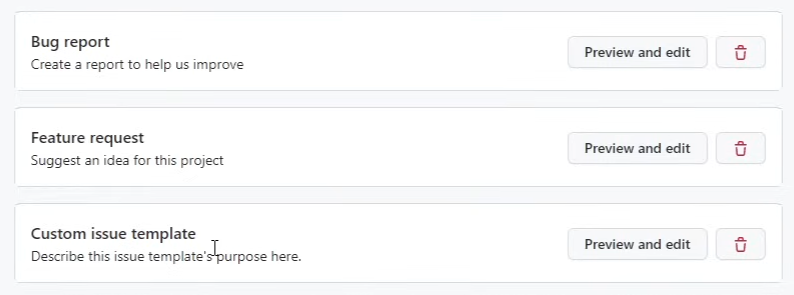 Bug report
Create a report to help us improve
Preview and edit
Feature request
Suggest an idea for this project
Preview and edit
Custom issue template
Describe this issue template's purpose here.
Preview and edit